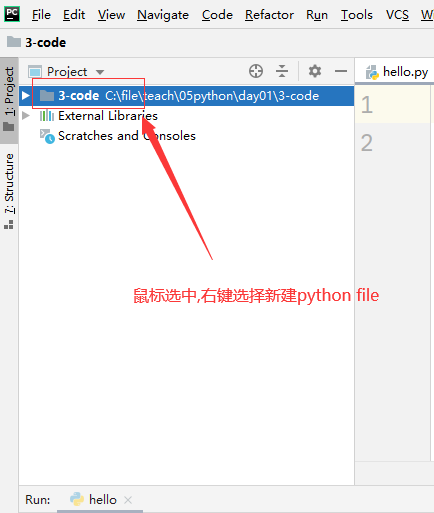 PC File Edit View Navigate Code Refactor Run Tools VCS W
3-code
1: Project
7: Structure
Project
hello.py
3-code C:\file\teach\05python\day01\3-code
External Libraries
Scratches and Consoles
1
2
鼠标选中,右键选择新建python file
Run: hello